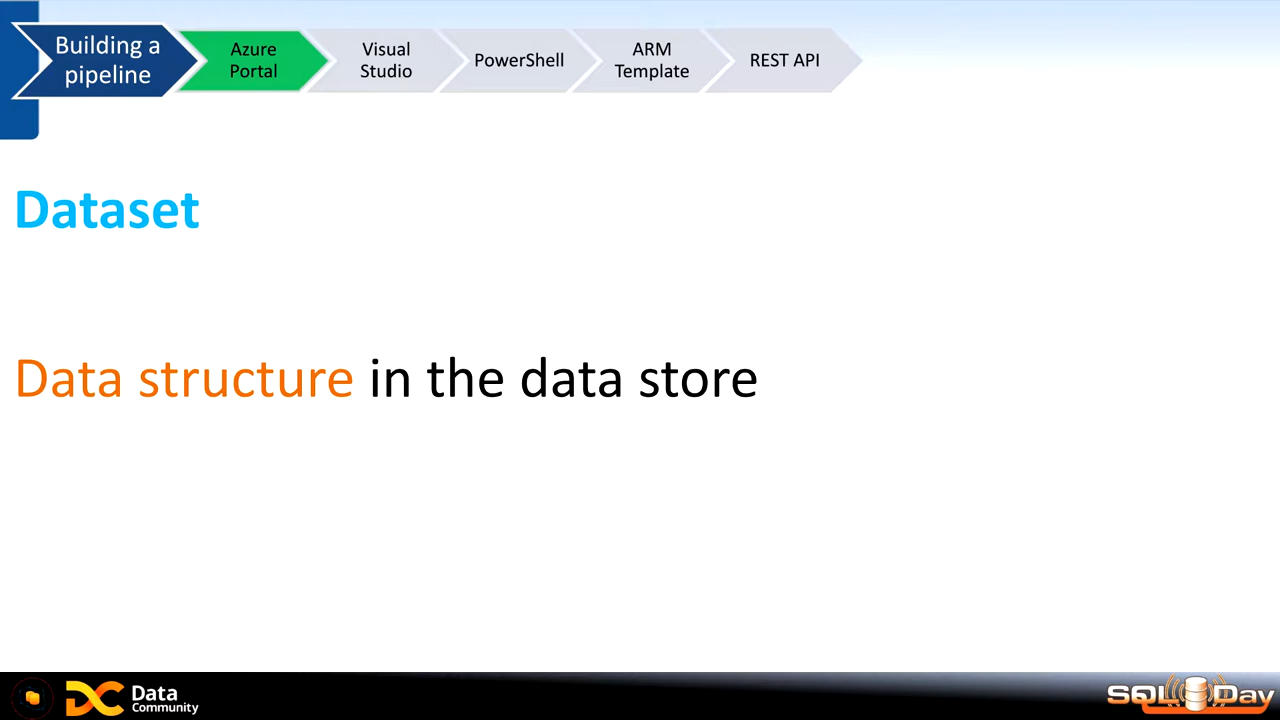 Building a
pipeline
Azure
Portal
Visual
Studio
PowerShell
ARM
Template
REST API
Dataset
Data structure in the data store
DC Data
Community
SQL Day